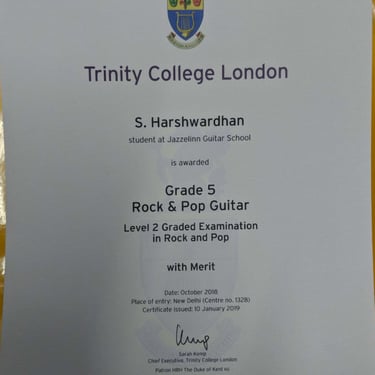 Trinity College London
S. Harshwardhan
student at Jazzelinn Guitar School
is awarded
Grade 5
Rock & Pop Guitar
Level 2 Graded Examination
in Rock and Pop
with Merit
Date: October 2018
Place of entry: New Delhi (Centre no. 1328)
Certificate issued: 10 January 2019
Sarah Kemp
Chief Executive, Trinity College London
Patron HRH The Duke of Kent KG